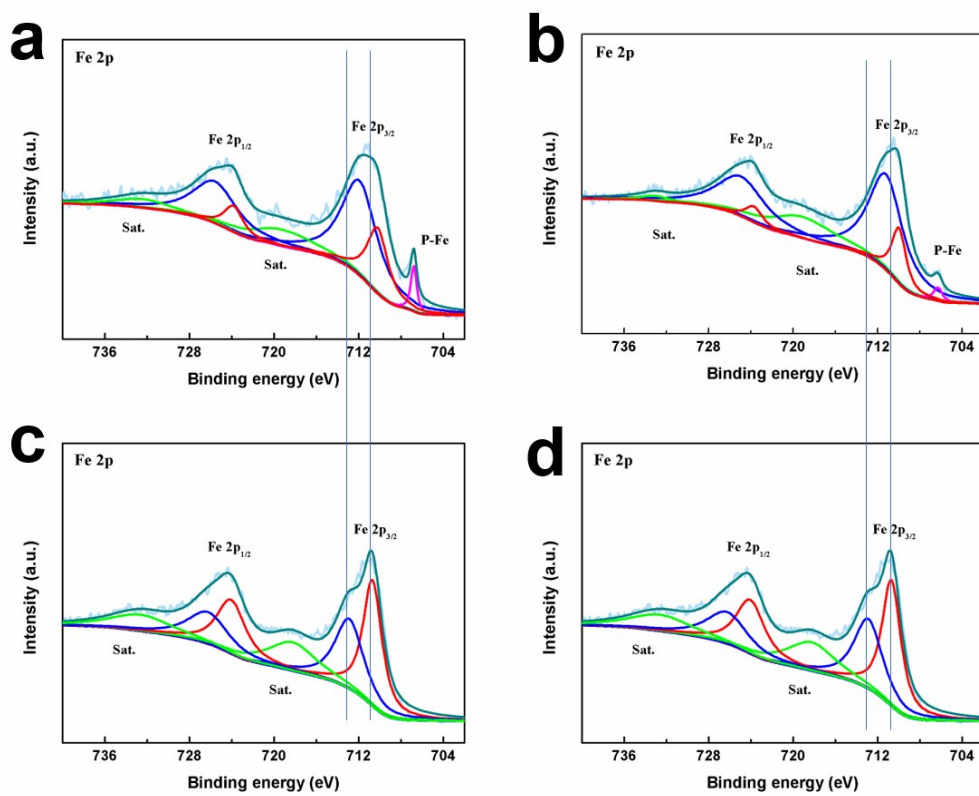 a
Fe 2p
Fe 2p1/2
Fe 2p3/2
P-Fe
Sat.
Sat.
Intensity (a.u.)
736 728 720 712 704
Binding energy (eV)
b
Fe 2p
Fe 2p1/2
Fe 2p3/2
P-Fe
Sat.
Sat.
Intensity (a.u.)
736 728 720 712 704
Binding energy (eV)
c
Fe 2p
Fe 2p1/2
Fe 2p3/2
Sat.
Sat.
Intensity (a.u.)
736 728 720 712 704
Binding energy (eV)
d
Fe 2p
Fe 2p1/2
Fe 2p3/2
Sat.
Sat.
Intensity (a.u.)
736 728 720 712 704
Binding energy (eV)